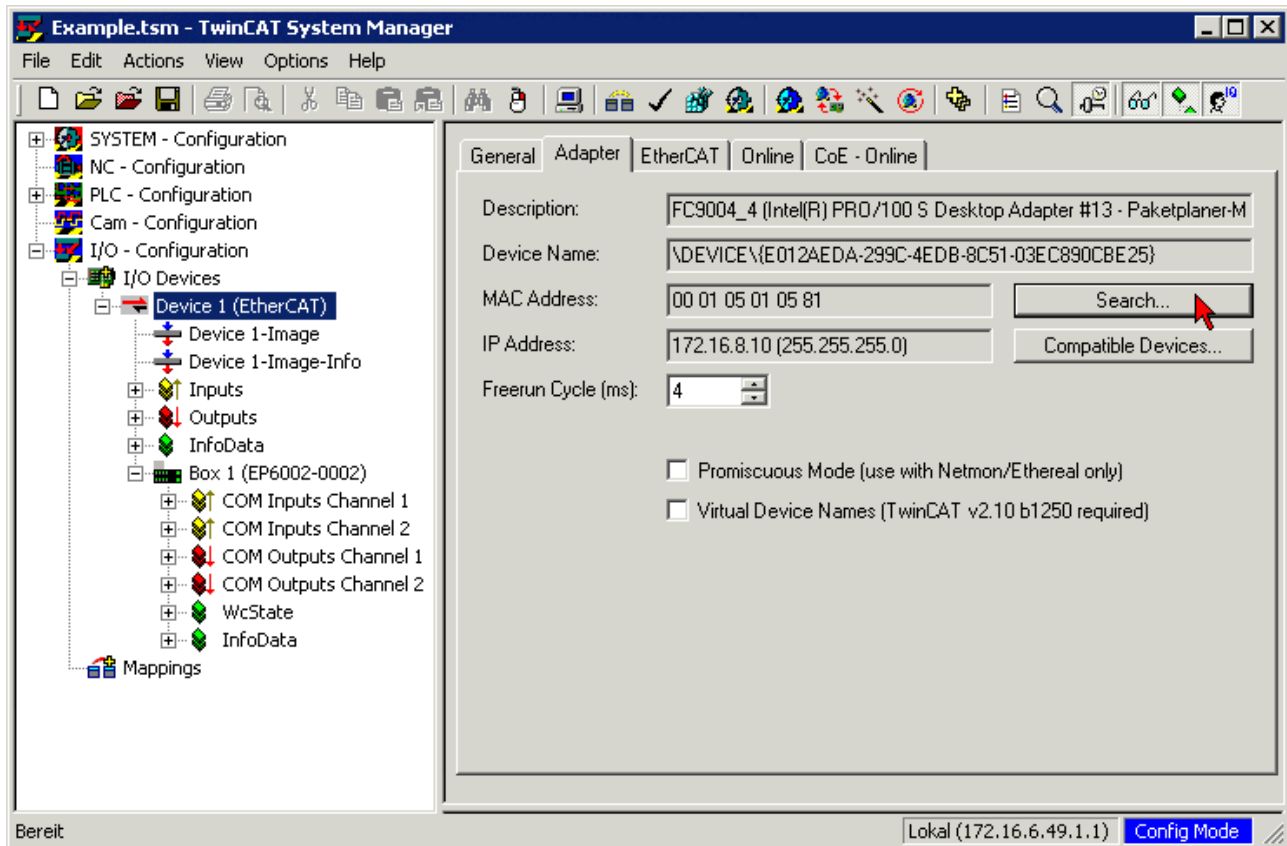 Example.tsm - TwinCAT System Manager
File Edit Actions View Options Help
SYSTEM - Configuration
NC - Configuration
PLC - Configuration
Cam - Configuration
I/O - Configuration
I/O Devices
Device 1 (EtherCAT)
Device 1-Image
Device 1-Image-Info
Inputs
Outputs
InfoData
Box 1 (EP6002-0002)
COM Inputs Channel 1
COM Inputs Channel 2
COM Outputs Channel 1
COM Outputs Channel 2
WcState
InfoData
Mappings
General Adapter EtherCAT Online CoE - Online
Description: FC9004_4 (Intel(R) PRO/100 S Desktop Adapter #13 - Paketplaner-M
Device Name: \DEVICE\{E012AEDA-299C-4EDB-8C51-03EC890CBE25}
MAC Address: 00 01 05 01 05 81 Search...
IP Address: 172.16.8.10 (255.255.255.0) Compatible Devices...
Freerun Cycle (ms): 4
Promiscuous Mode (use with Netmon/Ethereal only)
Virtual Device Names (TwinCAT v2.10 b1250 required)
Bereit Lokal (172.16.6.49.1.1) Config Mode